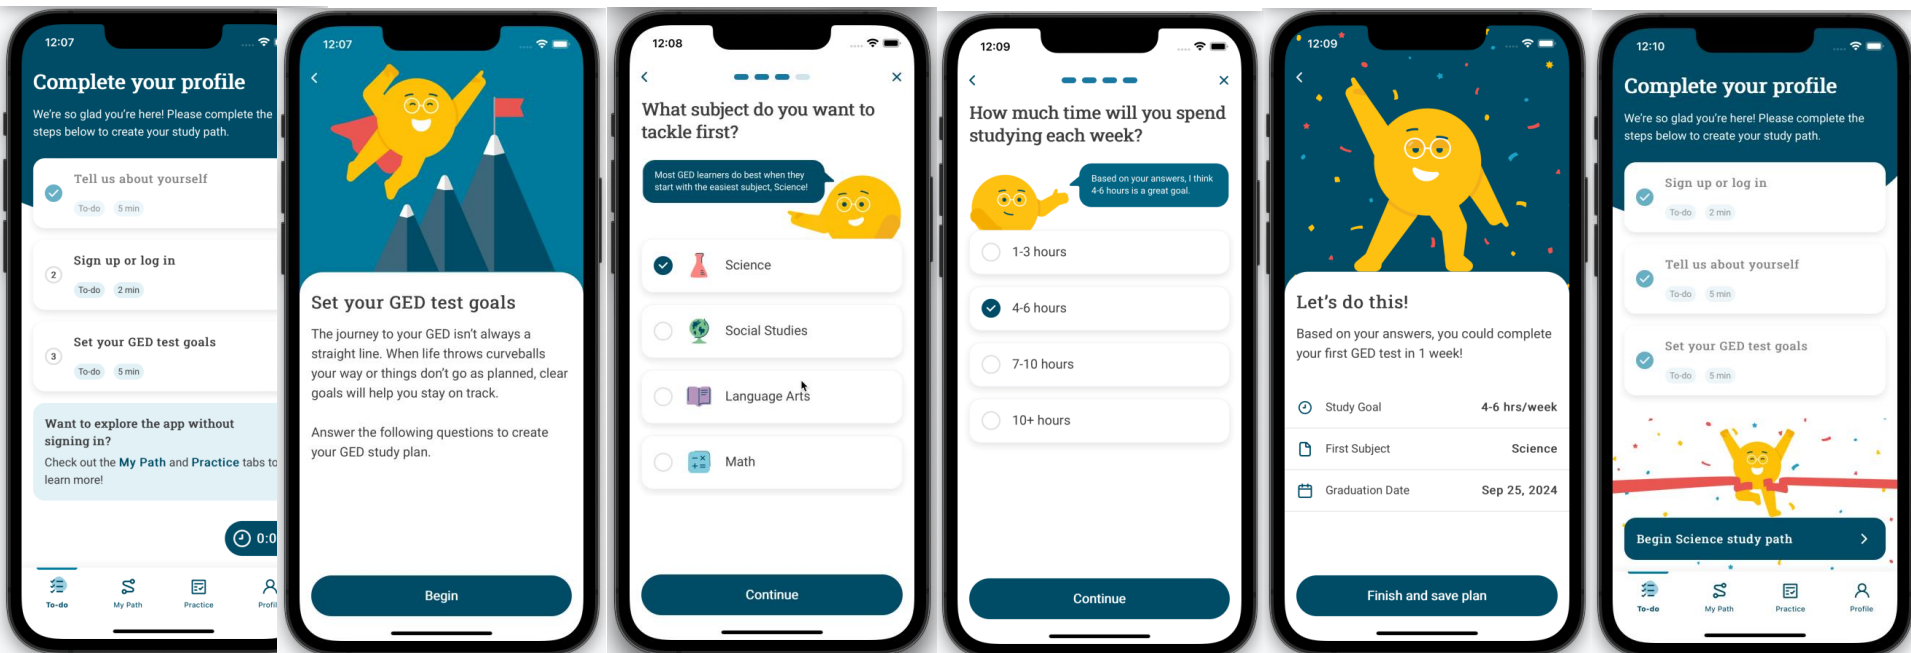 12:07
Complete your profile
We're so glad you're here! Please complete the
steps below to create your study path.
Tell us about yourself
To-do 5 min
2
Sign up or log in
To-do 2 min
3
Set your GED test goals
To-do 5 min
Want to explore the app without
signing in?
Check out the My Path and Practice tabs to
learn more!
0:0
To-do My Path Practice Profil
12:07
Set your GED test goals
The journey to your GED isn't always a
straight line. When life throws curveballs
your way or things don't go as planned, clear
goals will help you stay on track.
Answer the following questions to create
your GED study plan.
Begin
12:08
What subject do you want to
tackle first?
Most GED learners do best when they
start with the easiest subject, Science!
Science
Social Studies
Language Arts
Math
Continue
12:09
How much time will you spend
studying each week?
Based on your answers, I think
4-6 hours is a great goal.
1-3 hours
4-6 hours
7-10 hours
10+ hours
Continue
12:09
Let's do this!
Based on your answers, you could complete
your first GED test in 1 week!
Study Goal 4-6 hrs/week
First Subject Science
Graduation Date Sep 25, 2024
Finish and save plan
12:10
Complete your profile
We're so glad you're here! Please complete the
steps below to create your study path.
Sign up or log in
To-do 2 min
Tell us about yourself
To-do 5 min
Set your GED test goals
To-do 5 min
Begin Science study path
To-do My Path Practice Profile